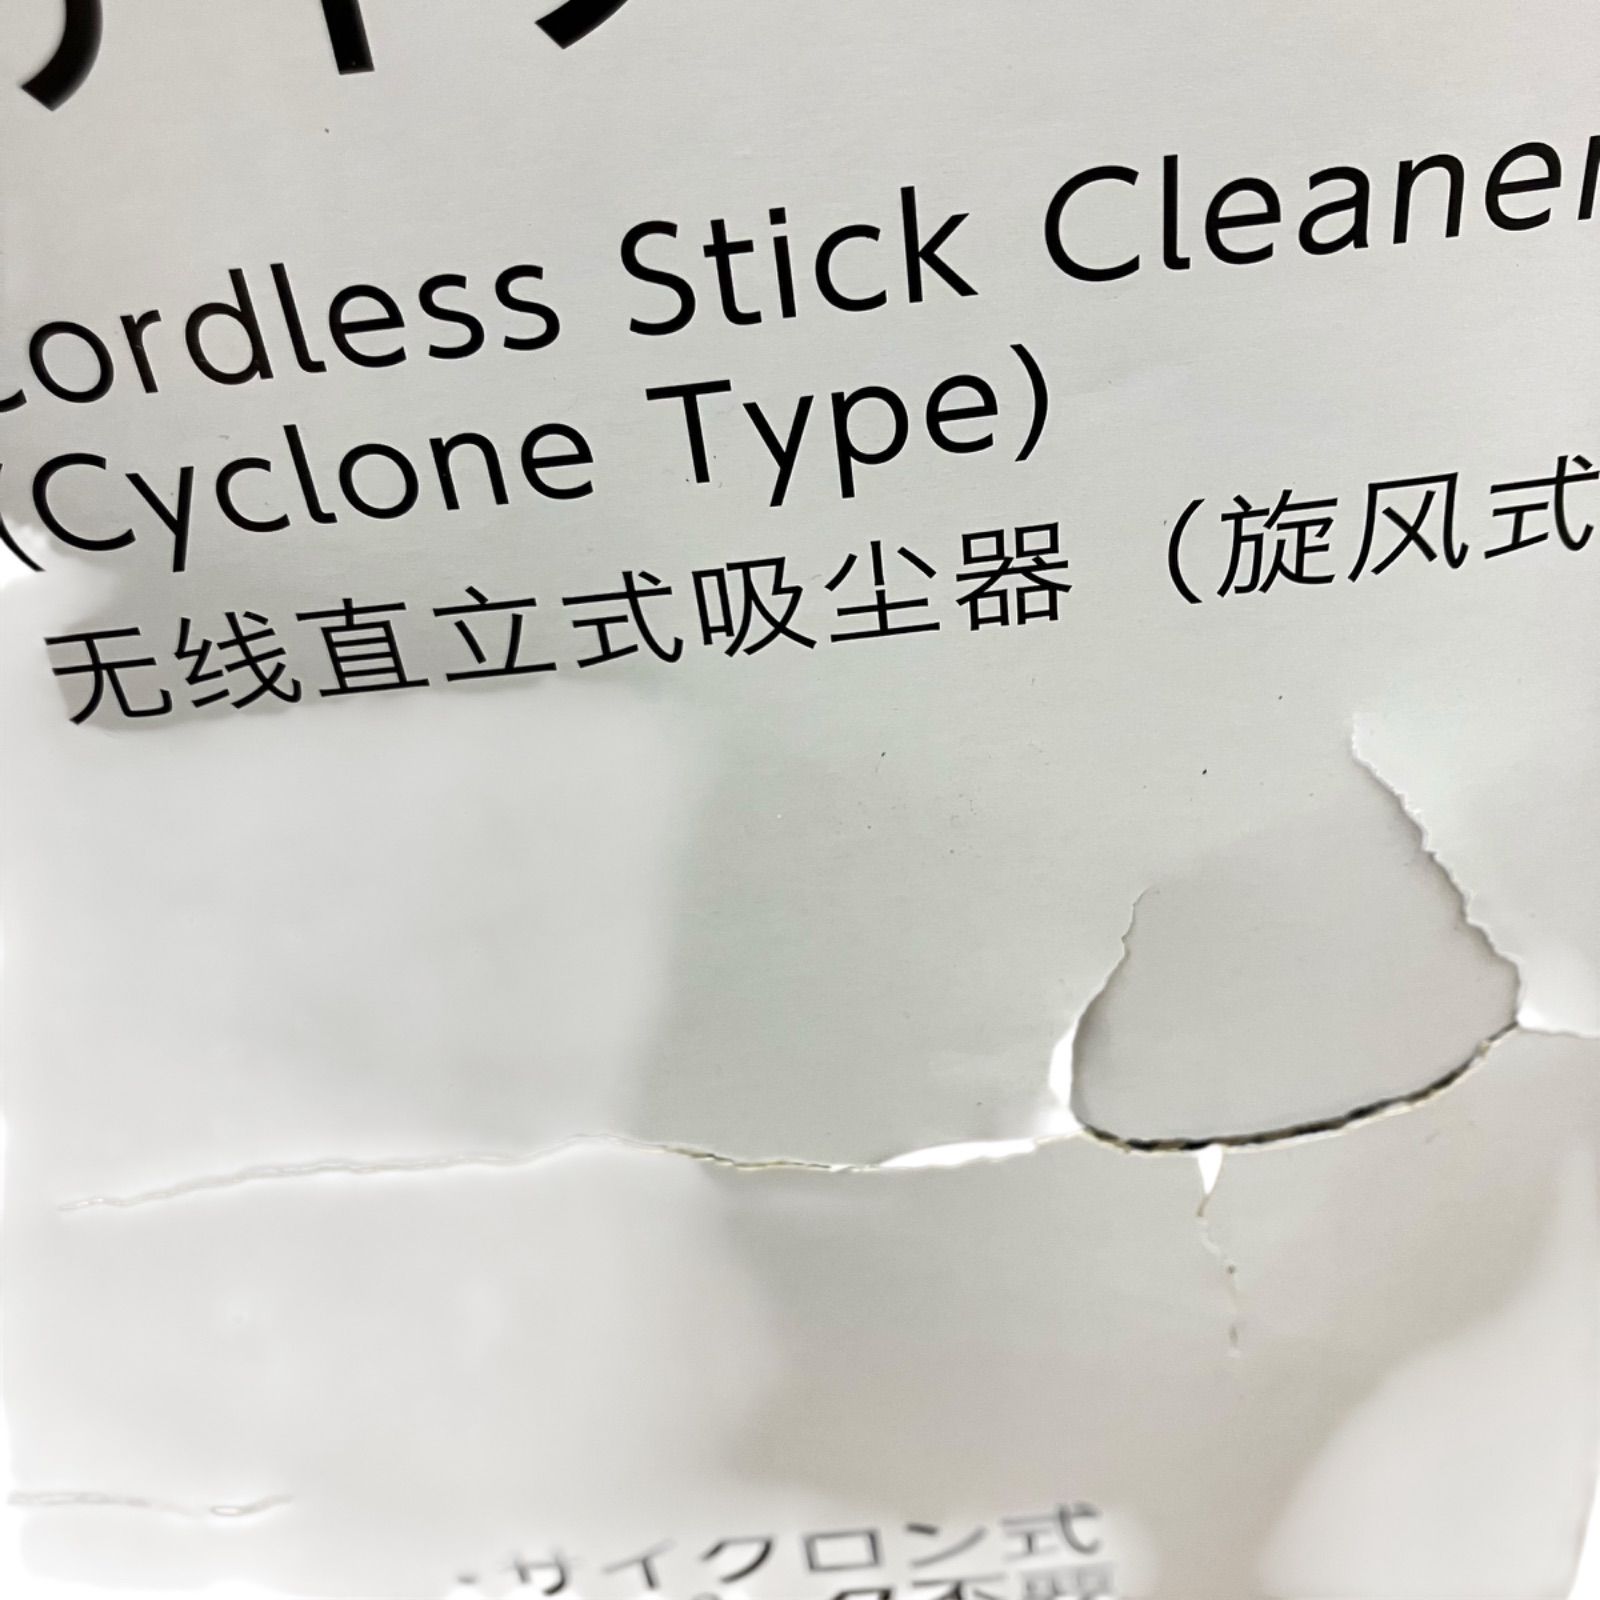 Cordless Stick Cleaner
(Cyclone Type)
无线直立式吸尘器（旋风式
・サイクロン式